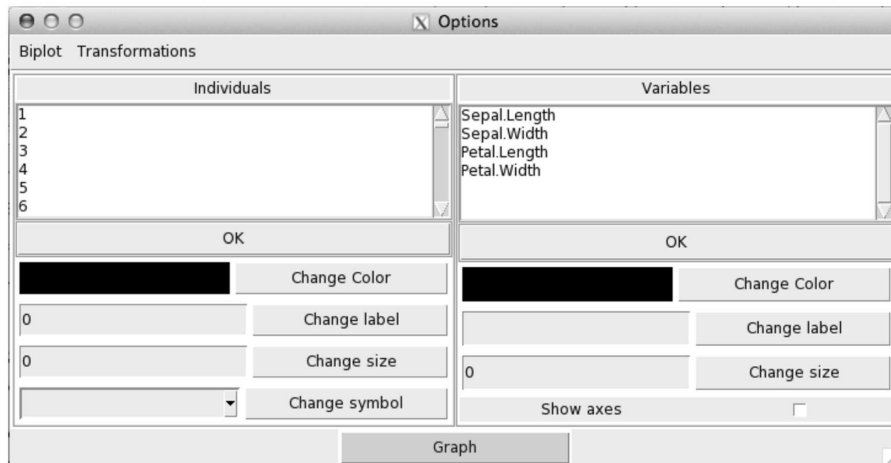 Options
Biplot Transformations
Individuals
1
2
3
4
5
6
OK
Change Color
0 Change label
0 Change size
Change symbol
Variables
Sepal.Length
Sepal.Width
Petal.Length
Petal.Width
OK
Change Color
Change label
0 Change size
Show axes
Graph